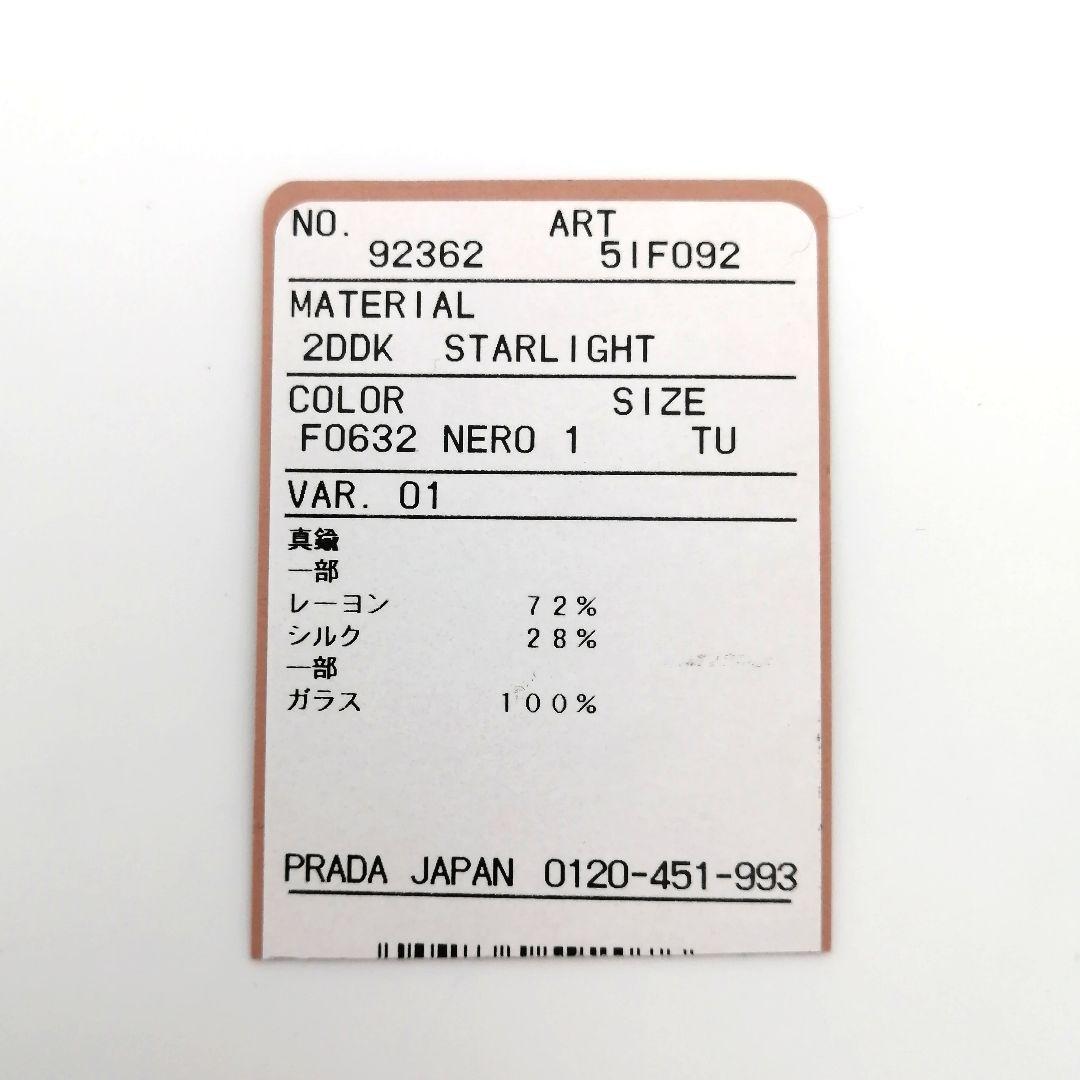 NO. ART
92362 5IF092
MATERIAL
2DDK STARLIGHT
COLOR SIZE
F0632 NERO 1 TU
VAR. 01
真鍮
一部
レーヨン 72%
シルク 28%
一部
ガラス 100%
PRADA JAPAN 0120-451-993